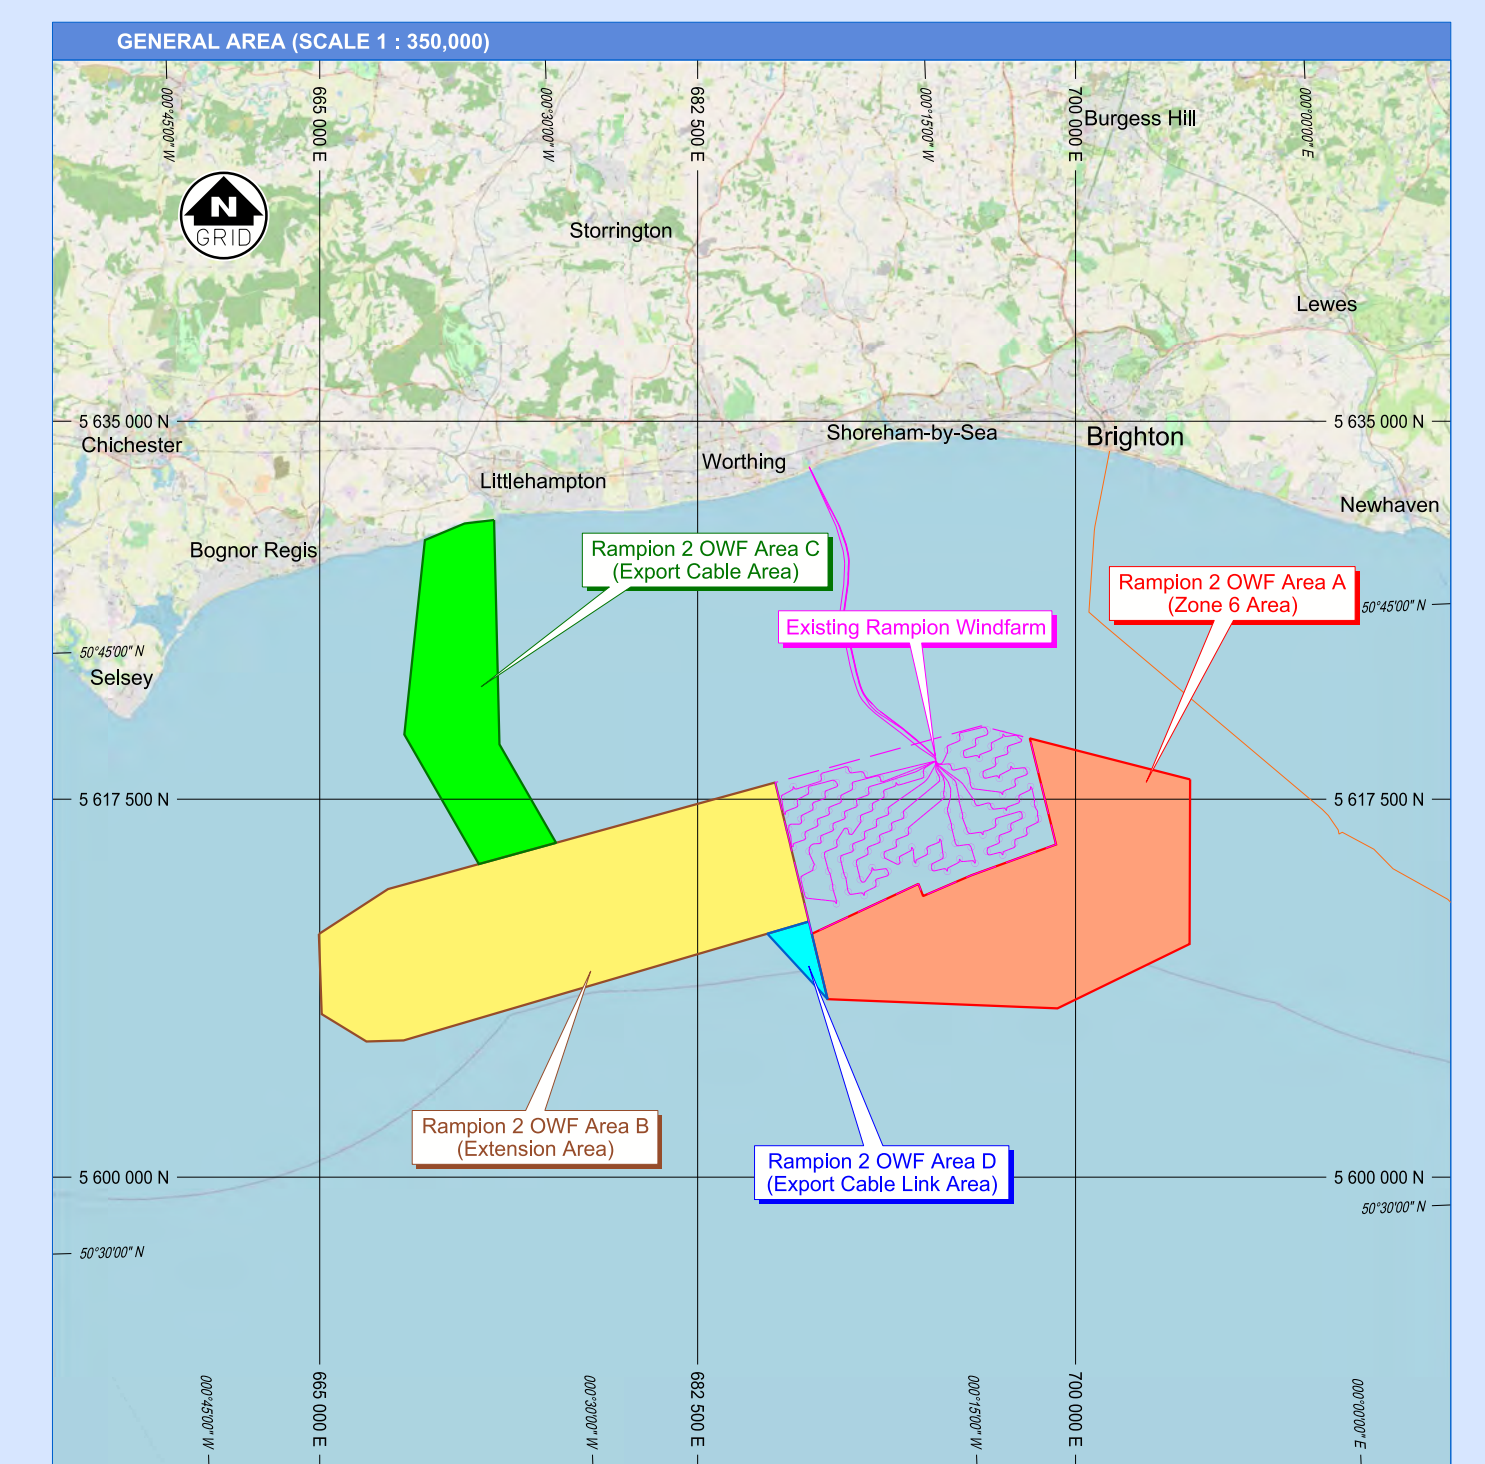 GENERAL AREA (SCALE 1 : 350,000)
000°45'00" W
665 000 E
000°30'00" W
682 500 E
000°15'00" W
700 000 E
000°00'00" E
Burgess Hill
N
GRID
Storrington
Lewes
5 635 000 N
5 635 000 N
Chichester
Shoreham-by-Sea
Brighton
Worthing
Littlehampton
Newhaven
Bognor Regis
Rampion 2 OWF Area C
(Export Cable Area)
Rampion 2 OWF Area A
(Zone 6 Area)
50°45'00" N
Existing Rampion Windfarm
50°45'00" N
Selsey
5 617 500 N
5 617 500 N
Rampion 2 OWF Area B
(Extension Area)
Rampion 2 OWF Area D
(Export Cable Link Area)
5 600 000 N
5 600 000 N
50°30'00" N
50°30'00" N
000°45'00" W
665 000 E
000°30'00" W
682 500 E
000°15'00" W
700 000 E
000°00'00" E